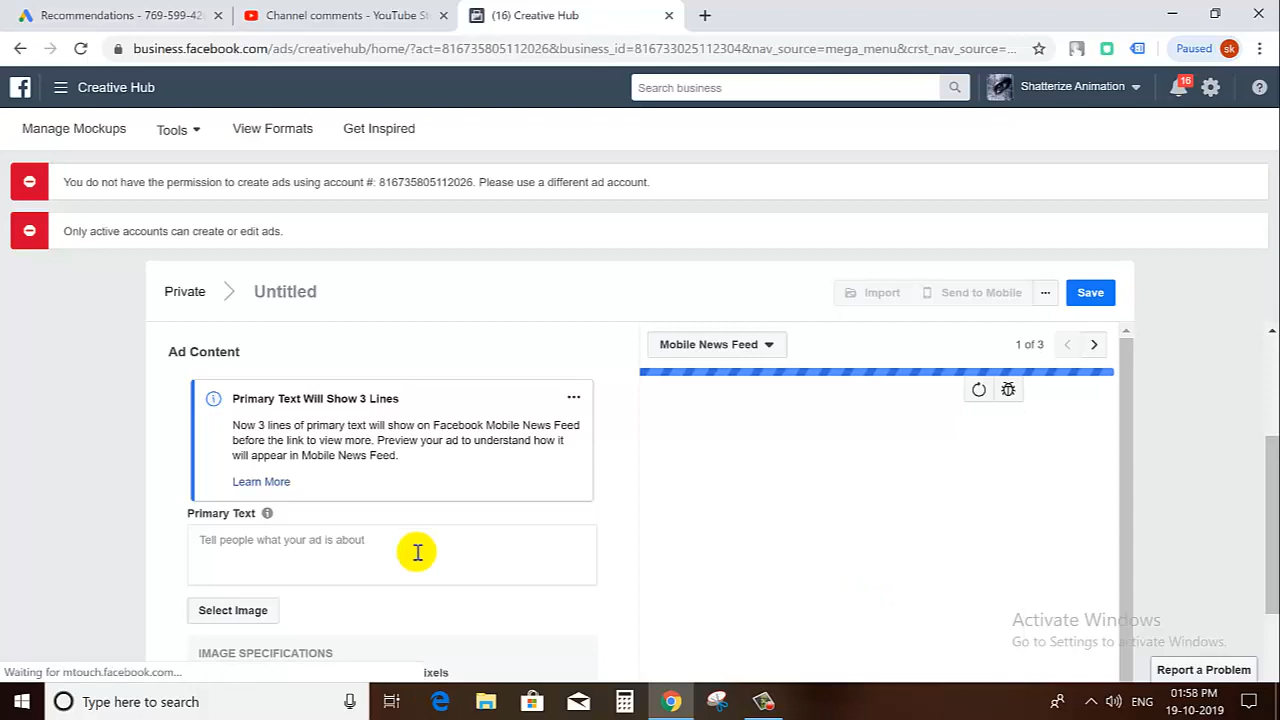 Recommendations - 769-599-42
Channel comments - YouTube St
(16) Creative Hub
business.facebook.com/ads/creativehub/home/?act=816735805112026&business_id=816733025112304&nav_source=mega_menu&crst_nav_source=...
Paused sk
Creative Hub
Search business
Shatterize Animation
16
Manage Mockups Tools View Formats Get Inspired
You do not have the permission to create ads using account #: 816735805112026. Please use a different ad account.
Only active accounts can create or edit ads.
Private Untitled
Import Send to Mobile ... Save
Ad Content
Mobile News Feed 1 of 3
Primary Text Will Show 3 Lines ...
Now 3 lines of primary text will show on Facebook Mobile News Feed
before the link to view more. Preview your ad to understand how it
will appear in Mobile News Feed.
Learn More
Primary Text
Tell people what your ad is about
Select Image
IMAGE SPECIFICATIONS
Activate Windows
Go to Settings to activate Windows.
Waiting for mtouch.facebook.com... ixels
Report a Problem
Type here to search
ENG
01:58 PM
19-10-2019